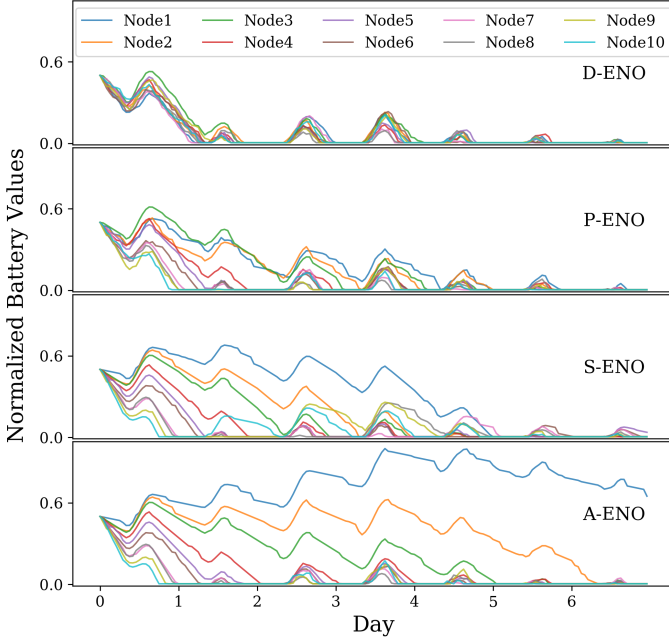 Node1 Node3 Node5 Node7 Node9
Node2 Node4 Node6 Node8 Node10
0.6
D-ENO
0.0
0.6
P-ENO
0.0
0.6
S-ENO
0.0
0.6
A-ENO
0.0
0 1 2 3 4 5 6
Day
Normalized Battery Values